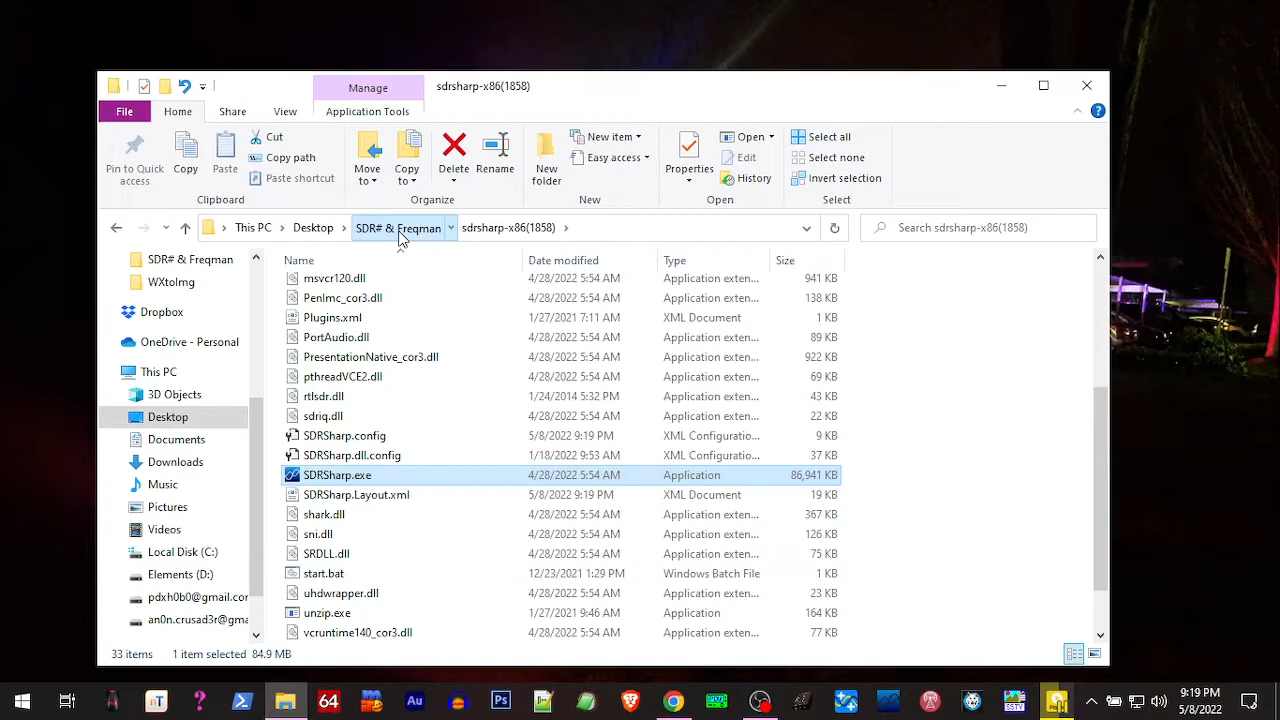 Manage
sdrsharp-x86(1858)
File
Home
Share
View
Application Tools
Pin to Quick access
Copy
Paste
Cut
Copy path
Paste shortcut
Clipboard
Move to
Copy to
Delete
Rename
Organize
New folder
New item
Easy access
New
Properties
Open
Edit
History
Open
Select all
Select none
Invert selection
Select
This PC
Desktop
SDR# & Freqman
sdrsharp-x86(1858)
Search sdrsharp-x86(1858)
SDR# & Freqman
WXtoImg
Dropbox
OneDrive - Personal
This PC
3D Objects
Desktop
Documents
Downloads
Music
Pictures
Videos
Local Disk (C:)
Elements (D:)
pdxh0b0@gmail.com
an0n.crusad3r@gma
Name Date modified Type Size
msvcr120.dll 4/28/2022 5:54 AM Application exten... 941 KB
PenImc_cor3.dll 4/28/2022 5:54 AM Application exten... 138 KB
Plugins.xml 1/27/2021 7:11 AM XML Document 1 KB
PortAudio.dll 4/28/2022 5:54 AM Application exten... 89 KB
PresentationNative_cor3.dll 4/28/2022 5:54 AM Application exten... 922 KB
pthreadVCE2.dll 4/28/2022 5:54 AM Application exten... 69 KB
rtlsdr.dll 1/24/2014 5:32 PM Application exten... 43 KB
sdriq.dll 4/28/2022 5:54 AM Application exten... 22 KB
SDRSharp.config 5/8/2022 9:19 PM XML Configuratio... 9 KB
SDRSharp.dll.config 1/18/2022 9:53 AM XML Configuratio... 37 KB
SDRSharp.exe 4/28/2022 5:54 AM Application 86,941 KB
SDRSharp.Layout.xml 5/8/2022 9:19 PM XML Document 19 KB
shark.dll 4/28/2022 5:54 AM Application exten... 367 KB
sni.dll 4/28/2022 5:54 AM Application exten... 126 KB
SRDLL.dll 4/28/2022 5:54 AM Application exten... 75 KB
start.bat 12/23/2021 1:29 PM Windows Batch File 1 KB
uhdwrapper.dll 4/28/2022 5:54 AM Application exten... 23 KB
unzip.exe 1/27/2021 9:46 AM Application 164 KB
vcruntime140_cor3.dll 4/28/2022 5:54 AM Application exten... 77 KB
33 items 1 item selected 84.9 MB
nT
64
Au
Ps
SSTV
9:19 PM
5/8/2022